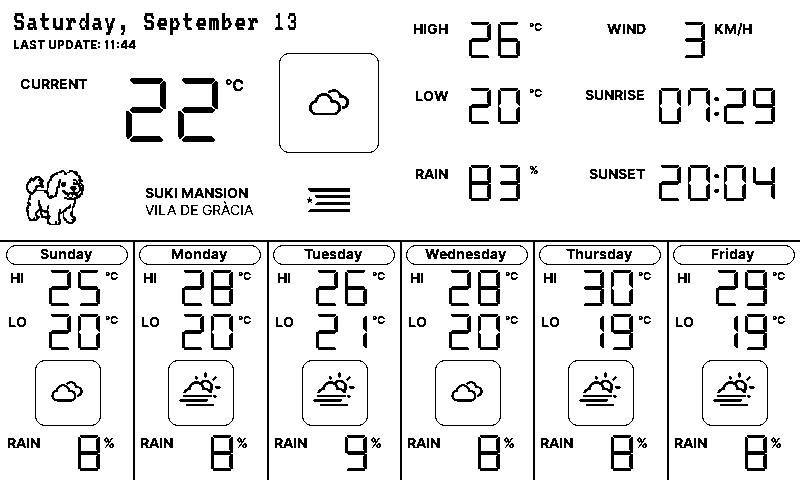 Saturday, September 13
LAST UPDATE: 11:44
CURRENT 22 °C
SUKI MANSION
VILA DE GRÀCIA
HIGH 26 °C
LOW 20 °C
RAIN 83 %
WIND 3 KM/H
SUNRISE 07:29
SUNSET 20:04
Sunday
HI 25 °C
LO 20 °C
RAIN 8 %
Monday
HI 28 °C
LO 20 °C
RAIN 8 %
Tuesday
HI 26 °C
LO 21 °C
RAIN 9 %
Wednesday
HI 28 °C
LO 20 °C
RAIN 8 %
Thursday
HI 30 °C
LO 19 °C
RAIN 8 %
Friday
HI 29 °C
LO 19 °C
RAIN 8 %